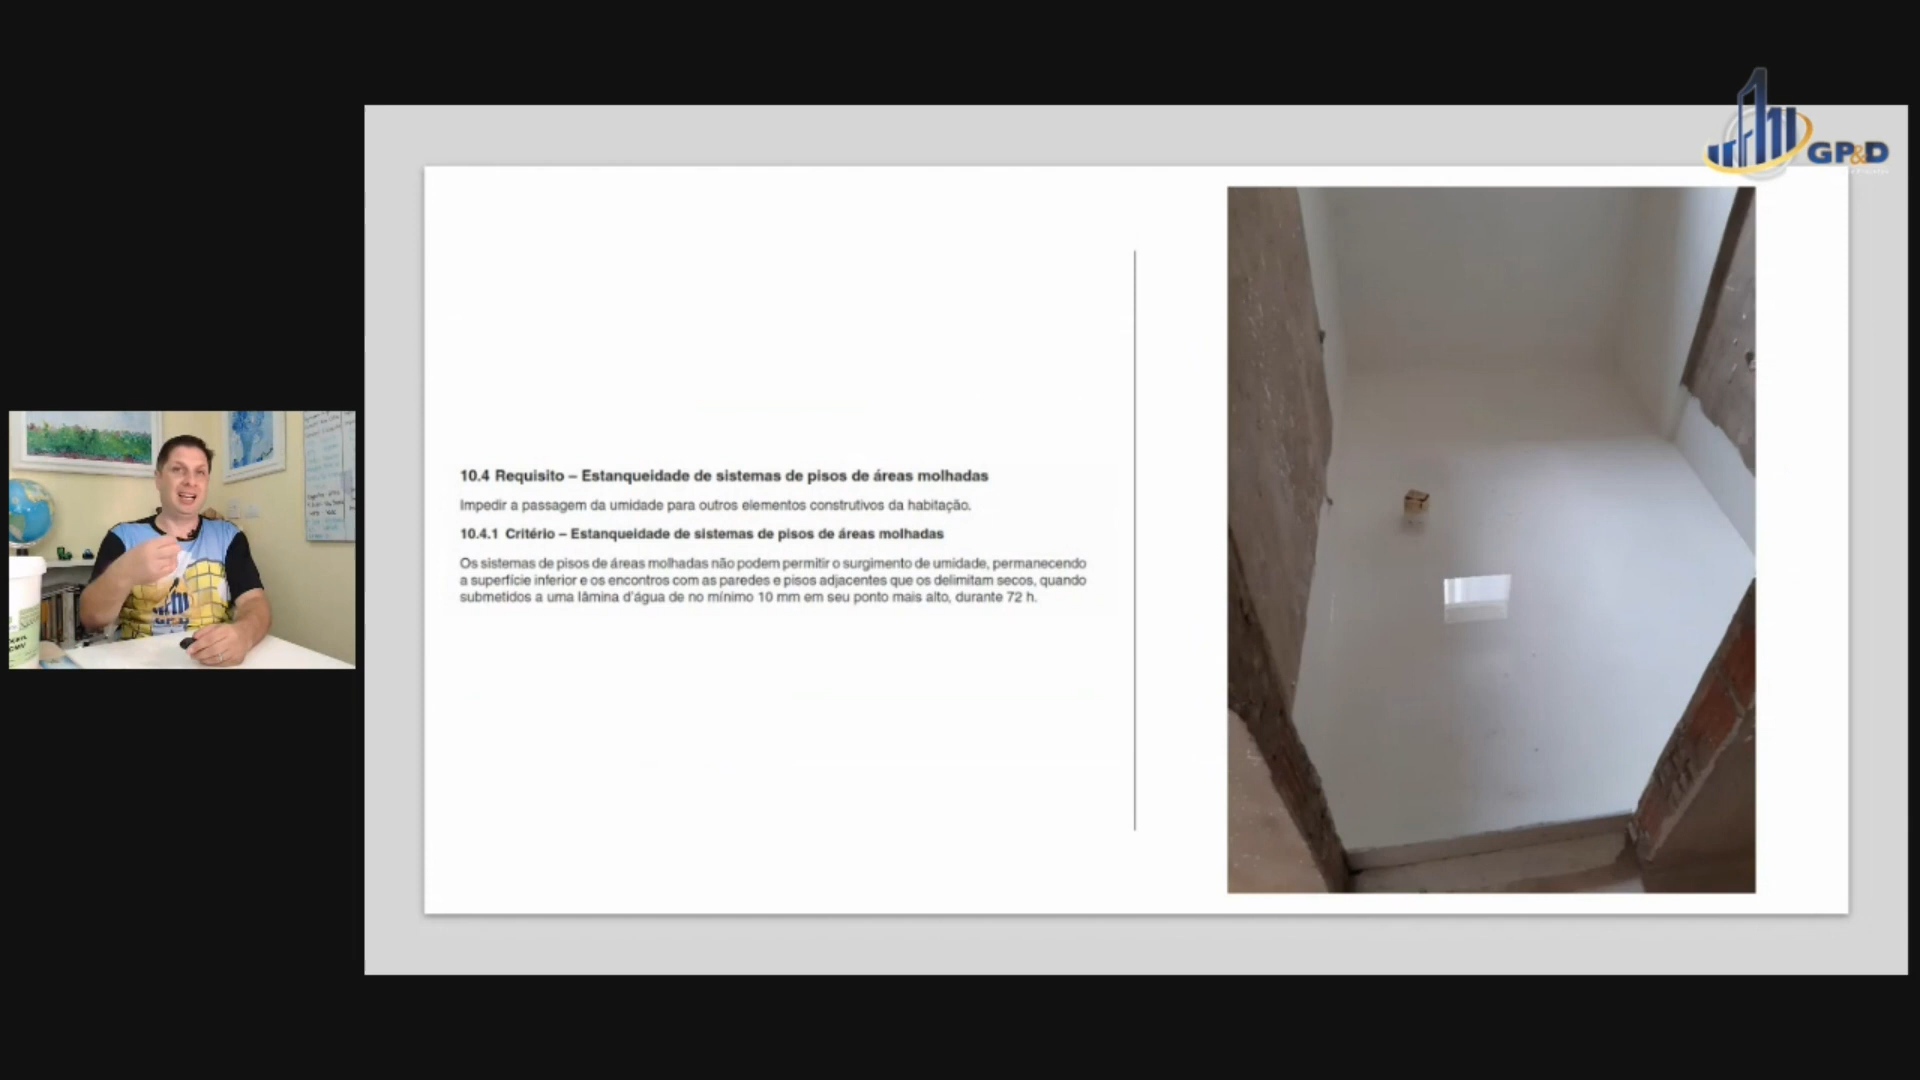 GP&D
10.4 Requisito – Estanqueidade de sistemas de pisos de áreas molhadas
Impedir a passagem da umidade para outros elementos construtivos da habitação.
10.4.1 Critério – Estanqueidade de sistemas de pisos de áreas molhadas
Os sistemas de pisos de áreas molhadas não podem permitir o surgimento de umidade, permanecendo
a superfície inferior e os encontros com as paredes e pisos adjacentes que os delimitam secos, quando
submetidos a uma lâmina d'água de no mínimo 10 mm em seu ponto mais alto, durante 72 h.